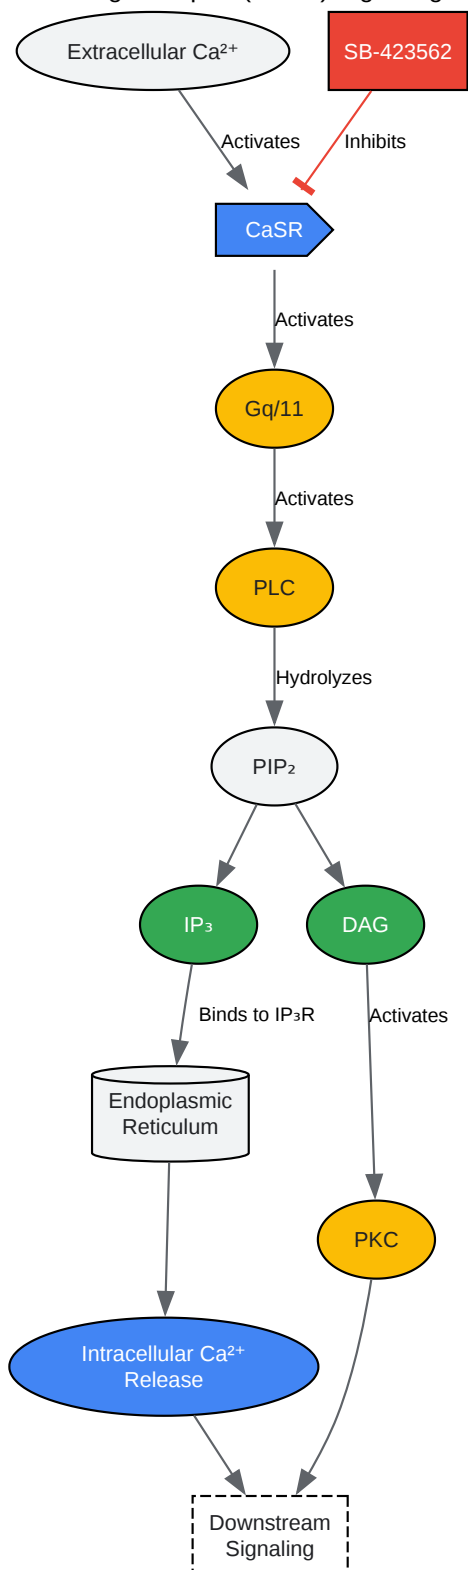 Extracellular Ca²⁺
SB-423562
Activates
Inhibits
CaSR
Activates
Gq/11
Activates
PLC
Hydrolyzes
PIP₂
IP₃
DAG
Binds to IP₃R
Activates
Endoplasmic
Reticulum
PKC
Intracellular Ca²⁺
Release
Downstream
Signaling